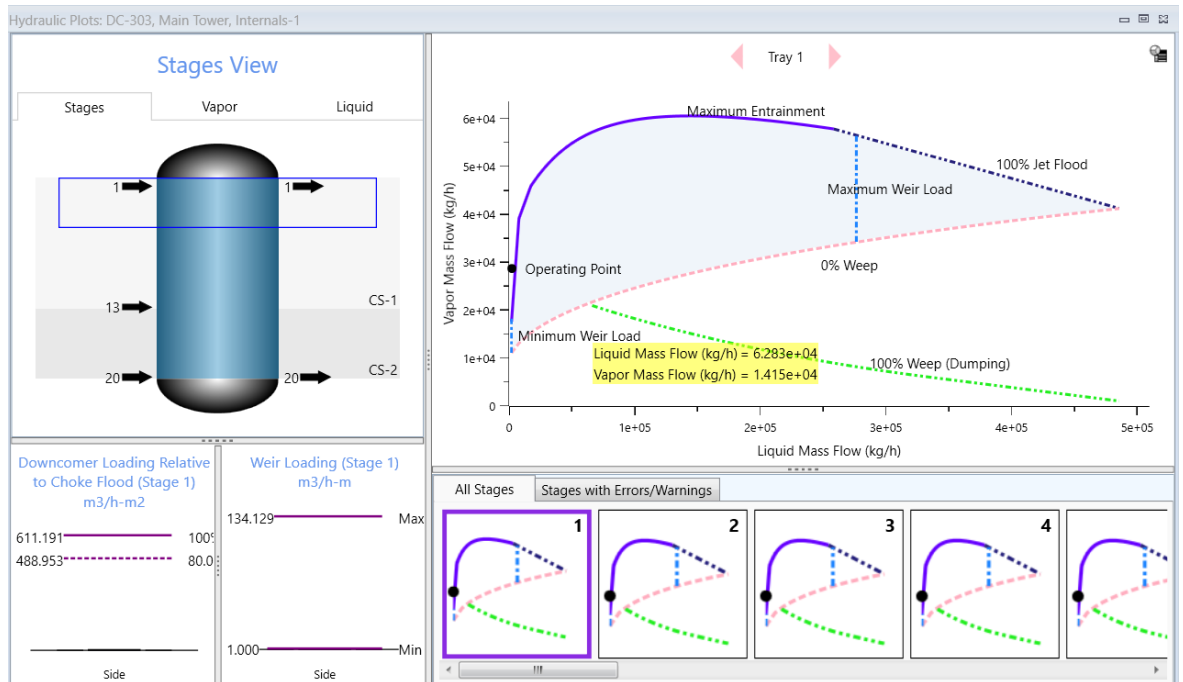 Hydraulic Plots: DC-303, Main Tower, Internals-1
Stages View
Stages
Vapor
Liquid
1
1
13
CS-1
20
20
CS-2
Downcomer Loading Relative
to Choke Flood (Stage 1)
m3/h-m2
611.191
100%
488.953
80.0
Side
Weir Loading (Stage 1)
m3/h-m
134.129
Max
1.000
Min
Side
Tray 1
Vapor Mass Flow (kg/h)
6e+04
5e+04
4e+04
3e+04
2e+04
1e+04
0
Maximum Entrainment
100% Jet Flood
Maximum Weir Load
Operating Point
0% Weep
Minimum Weir Load
Liquid Mass Flow (kg/h) = 6.283e+04
Vapor Mass Flow (kg/h) = 1.415e+04
100% Weep (Dumping)
0
1e+05
2e+05
3e+05
4e+05
5e+05
Liquid Mass Flow (kg/h)
All Stages
Stages with Errors/Warnings
1
2
3
4